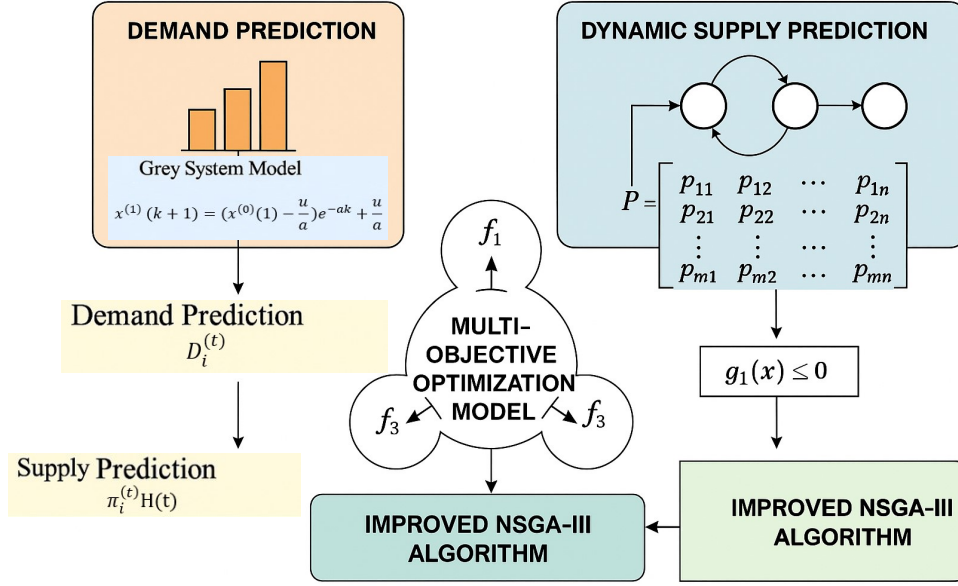 DEMAND PREDICTION
Grey System Model
x⁽¹⁾ (k + 1) = (x⁽⁰⁾(1) − u/a)e⁻ᵃᵏ + u/a
Demand Prediction
D_i^(t)
Supply Prediction
π_i^(t)H(t)
f₁
MULTI-
OBJECTIVE
OPTIMIZATION
MODEL
f₃
f₃
IMPROVED NSGA-III
ALGORITHM
DYNAMIC SUPPLY PREDICTION
P =
p₁₁ p₁₂ ⋯ p₁ₙ
p₂₁ p₂₂ ⋯ p₂ₙ
⋮ ⋮ ⋯ ⋮
pₘ₁ pₘ₂ ⋯ pₘₙ
g₁(x) ≤ 0
IMPROVED NSGA-III
ALGORITHM